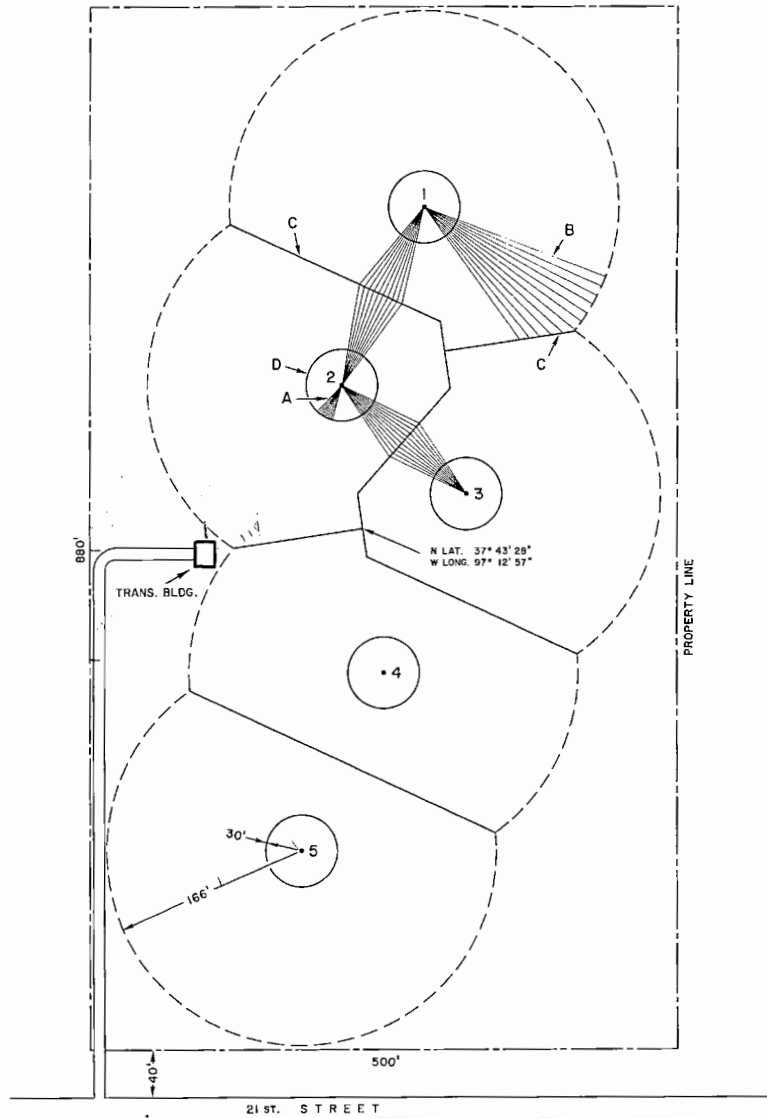 1
B
C
C
D
2
A
3
N LAT. 37° 43' 28"
W LONG. 97° 12' 57"
880'
TRANS. BLDG.
PROPERTY LINE
4
30'
5
166'
500'
40'
21 ST. STREET